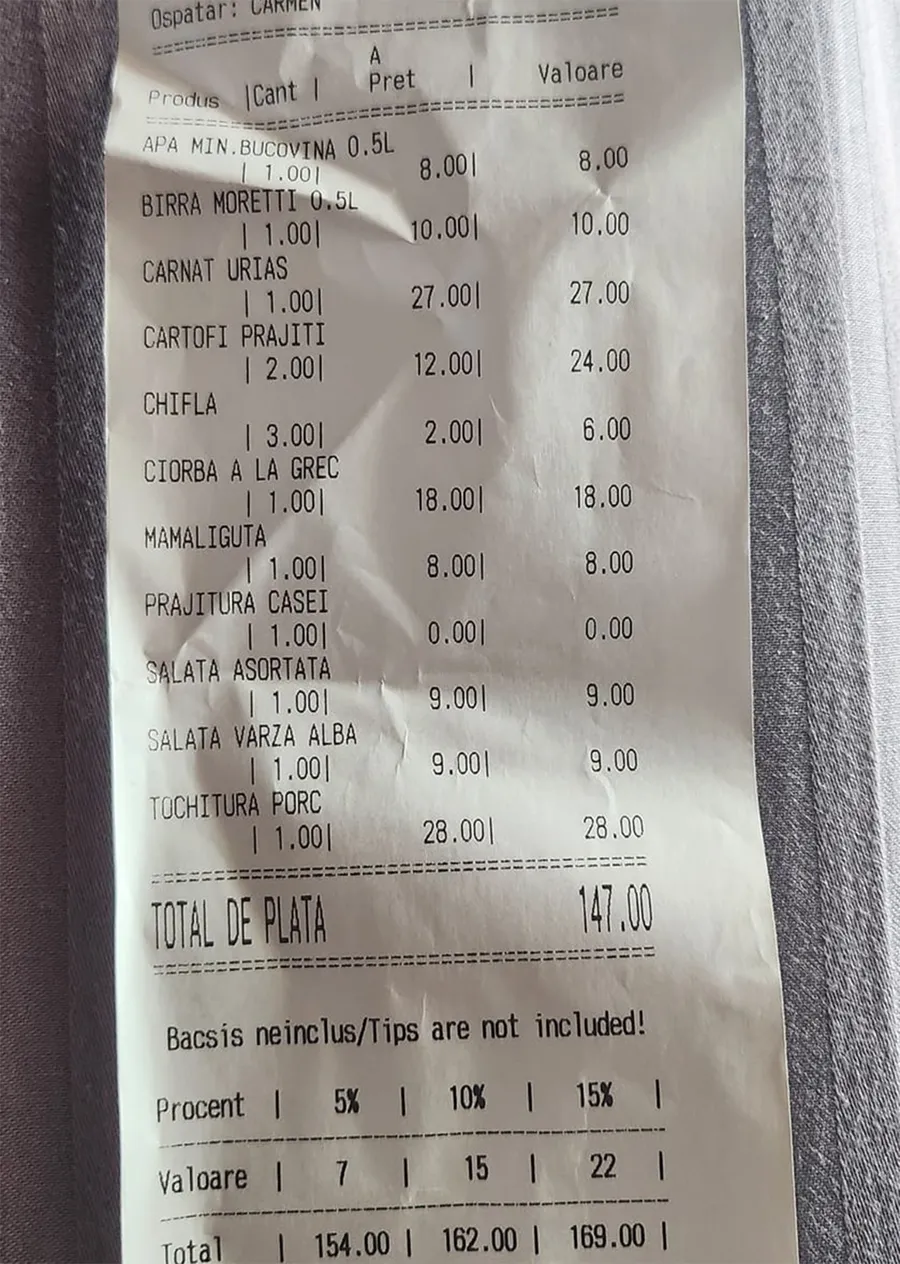 Ospatar: CARMEN
A
Produs |Cant | Pret | Valoare
APA MIN.BUCOVINA 0.5L
| 1.00| 8.00| 8.00
BIRRA MORETTI 0.5L
| 1.00| 10.00| 10.00
CARNAT URIAS
| 1.00| 27.00| 27.00
CARTOFI PRAJITI
| 2.00| 12.00| 24.00
CHIFLA
| 3.00| 2.00| 6.00
CIORBA A LA GREC
| 1.00| 18.00| 18.00
MAMALIGUTA
| 1.00| 8.00| 8.00
PRAJITURA CASEI
| 1.00| 0.00| 0.00
SALATA ASORTATA
| 1.00| 9.00| 9.00
SALATA VARZA ALBA
| 1.00| 9.00| 9.00
TOCHITURA PORC
| 1.00| 28.00| 28.00
TOTAL DE PLATA 147.00
Bacsis neinclus/Tips are not included!
Procent | 5% | 10% | 15% |
Valoare | 7 | 15 | 22 |
Total | 154.00 | 162.00 | 169.00 |